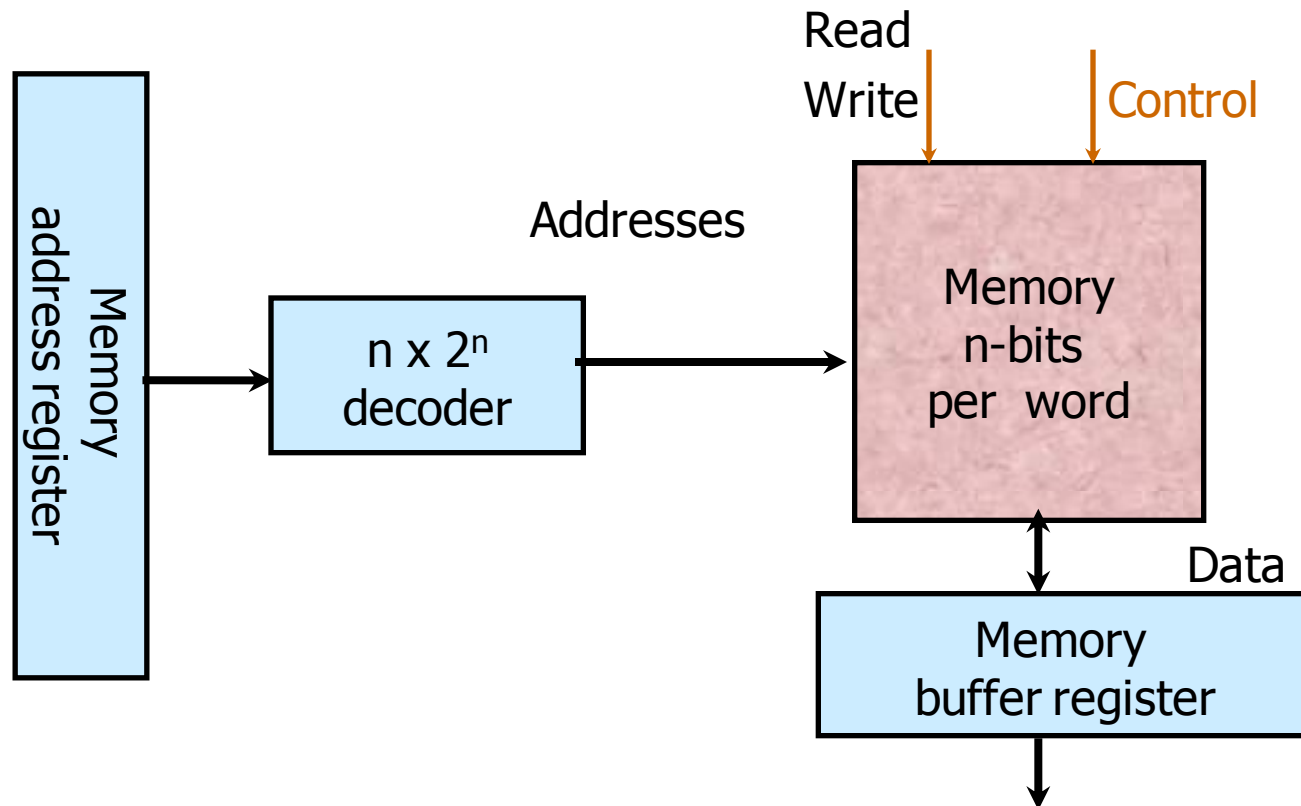 Read
Write
Control
Memory
address register
Addresses
n x 2ⁿ
decoder
Memory
n-bits
per word
Data
Memory
buffer register